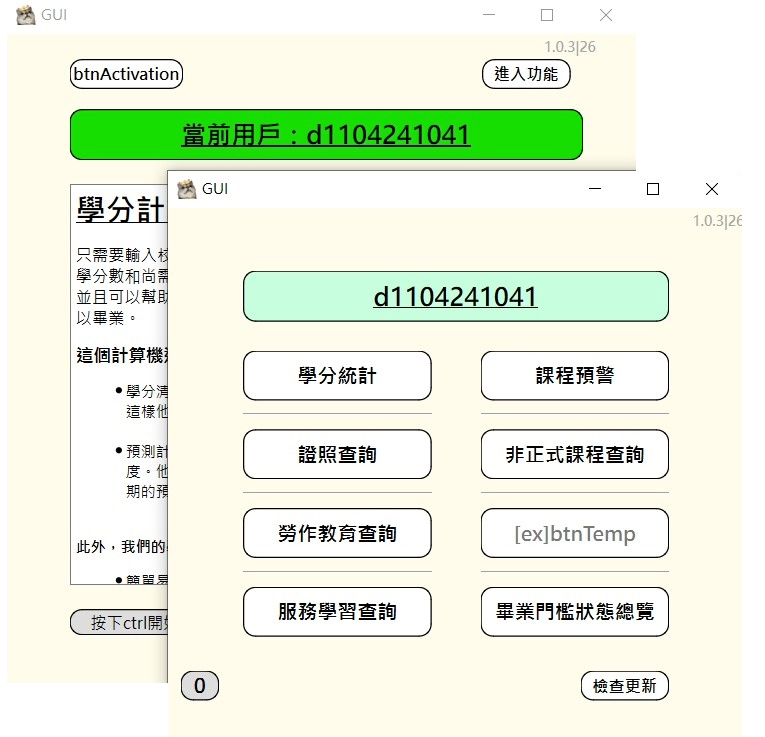 GUI
1.0.3|26
btnActivation
進入功能
當前用戶：d1104241041
學分計
只需要輸入校
學分數和尚需
並且可以幫助
以畢業。
這個計算機
學分清
這樣他
預測計
度。他
期的預
此外，我們的
簡單易
按下ctrl開
GUI
1.0.3|26
d1104241041
學分統計
課程預警
證照查詢
非正式課程查詢
勞作教育查詢
[ex]btnTemp
服務學習查詢
畢業門檻狀態總覽
0
檢查更新